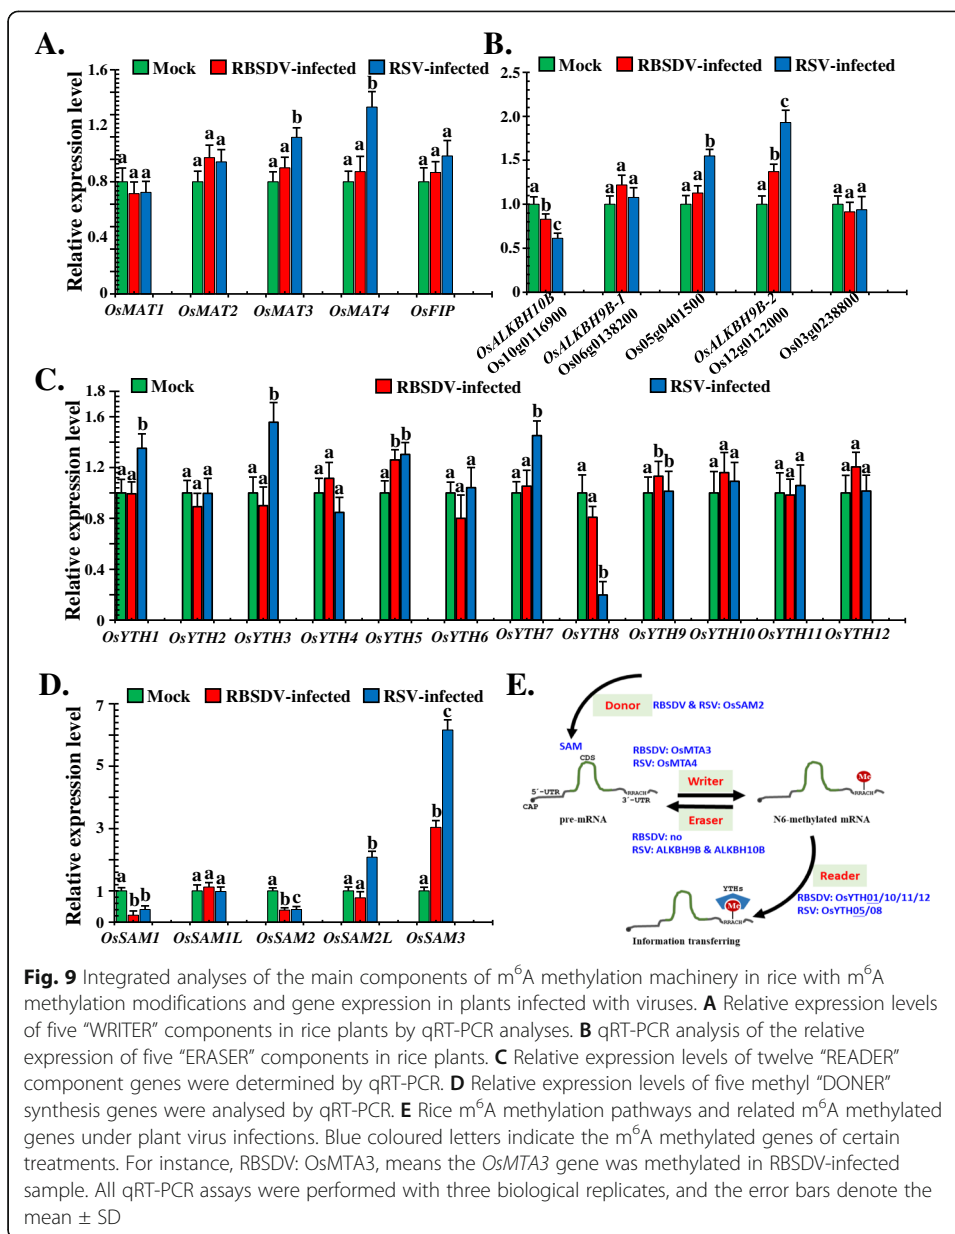 A.
Mock RBSDV-infected RSV-infected
Relative expression level
1.6
1.2
0.8
0.4
0
a a a
a a a
a a b
a a b
a a a
OsMAT1 OsMAT2 OsMAT3 OsMAT4 OsFIP
B.
Mock RBSDV-infected RSV-infected
2.5
2.0
1.5
1.0
0.5
0
a b c
a a a
a a b
a b c
a a a
OsALKBH10B
Os10g0116900
OsALKBH9B-1
Os06g0138200
Os05g0401500
OsALKBH9B-2
Os12g0122000
Os03g0238800
C.
Mock RBSDV-infected RSV-infected
Relative expression level
1.8
1.6
1.2
0.8
0.4
0
a a b
a a a
a a b
a a a
a b b
a a a
a a b
a a b
a b b
a a a
a a a
a a a
OsYTH1 OsYTH2 OsYTH3 OsYTH4 OsYTH5 OsYTH6 OsYTH7 OsYTH8 OsYTH9 OsYTH10 OsYTH11 OsYTH12
D.
Mock RBSDV-infected RSV-infected
Relative expression level
7
5
3
1
0
a b b
a a a
a b c
a a b
a b c
OsSAM1 OsSAM1L OsSAM2 OsSAM2L OsSAM3
E.
Donor
RBSDV & RSV: OsSAM2
SAM
CDS
RBSDV: OsMTA3
RSV: OsMTA4
Writer
5´-UTR
CAP
RRACH
3´-UTR
pre-mRNA
Eraser
Me
RRACH
N6-methylated mRNA
RBSDV: no
RSV: ALKBH9B & ALKBH10B
Reader
YTHs
Me
RRACH
RBSDV: OsYTH01/10/11/12
RSV: OsYTH05/08
Information transferring
Fig. 9 Integrated analyses of the main components of m⁶A methylation machinery in rice with m⁶A
methylation modifications and gene expression in plants infected with viruses. A Relative expression levels
of five “WRITER” components in rice plants by qRT-PCR analyses. B qRT-PCR analysis of the relative
expression of five “ERASER” components in rice plants. C Relative expression levels of twelve “READER”
component genes were determined by qRT-PCR. D Relative expression levels of five methyl “DONER”
synthesis genes were analysed by qRT-PCR. E Rice m⁶A methylation pathways and related m⁶A methylated
genes under plant virus infections. Blue coloured letters indicate the m⁶A methylated genes of certain
treatments. For instance, RBSDV: OsMTA3, means the OsMTA3 gene was methylated in RBSDV-infected
sample. All qRT-PCR assays were performed with three biological replicates, and the error bars denote the
mean ± SD